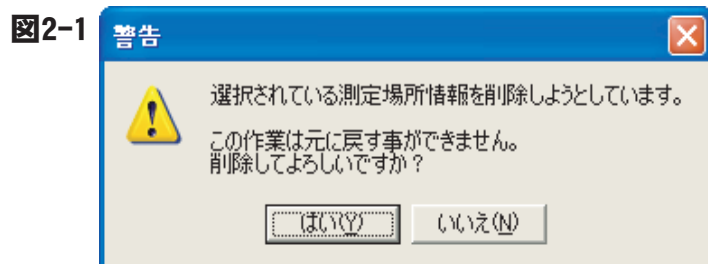 図2-1
警告
選択されている測定場所情報を削除しようとしています。
この作業は元に戻す事ができません。
削除してよろしいですか？
はい(Y)
いいえ(N)